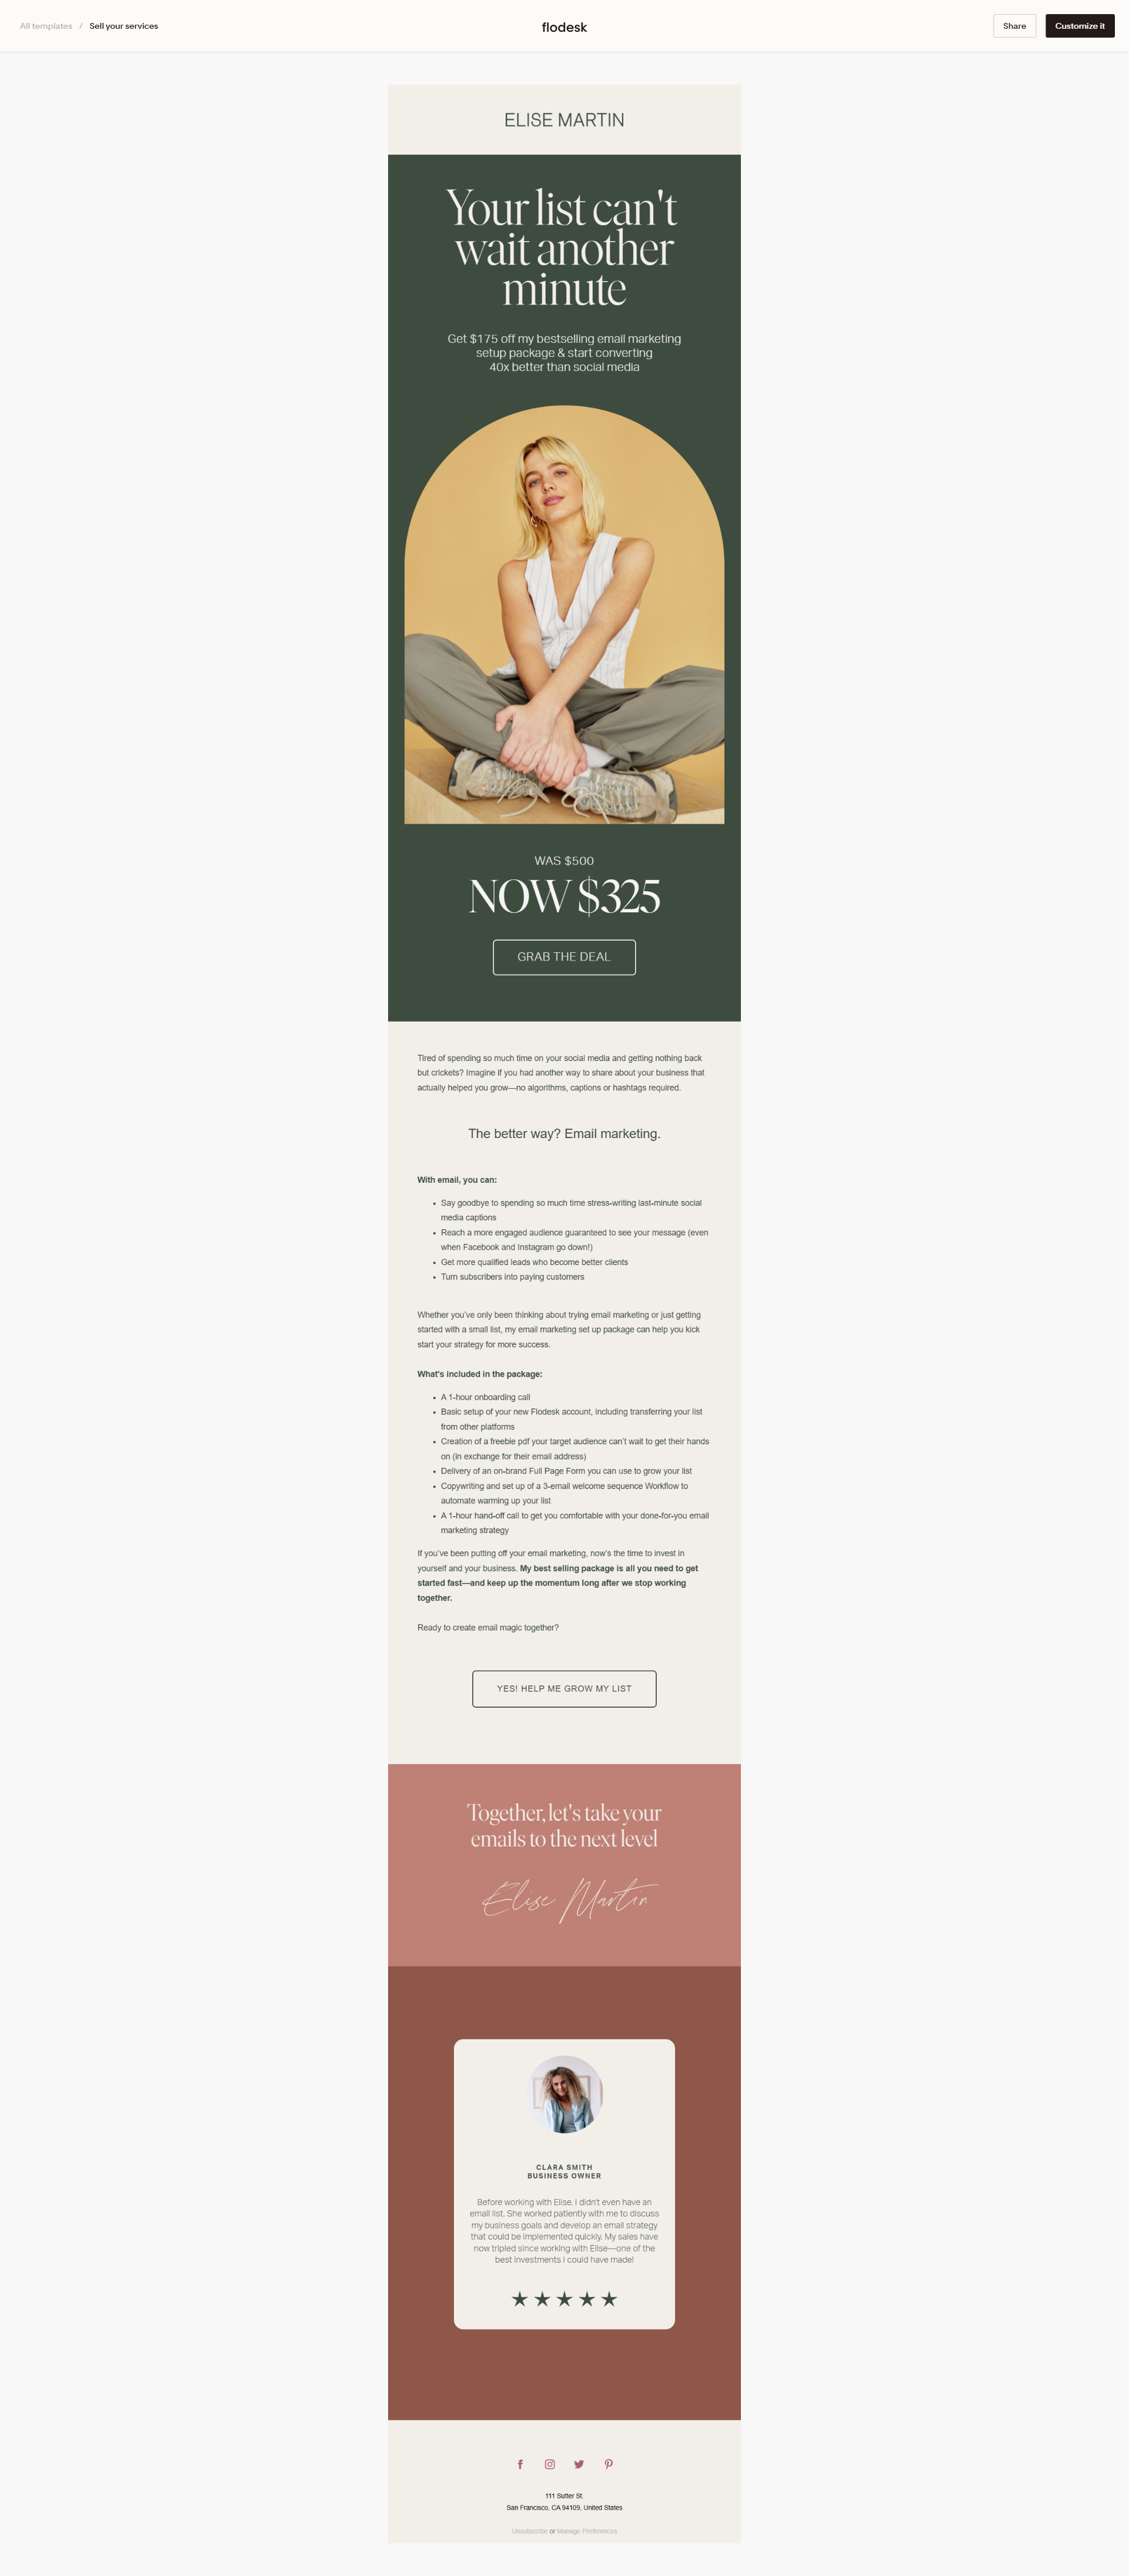 All templates / Sell your services
flodesk
Share
Customize it
ELISE MARTIN
Your list can't
wait another
minute
Get $175 off my bestselling email marketing
setup package & start converting
40x better than social media
WAS $500
NOW $325
GRAB THE DEAL
Tired of spending so much time on your social media and getting nothing back
but crickets? Imagine if you had another way to share about your business that
actually helped you grow—no algorithms, captions or hashtags required.
The better way? Email marketing.
With email, you can:
• Say goodbye to spending so much time stress-writing last-minute social
media captions
• Reach a more engaged audience guaranteed to see your message (even
when Facebook and Instagram go down!)
• Get more qualified leads who become better clients
• Turn subscribers into paying customers
Whether you've only been thinking about trying email marketing or just getting
started with a small list, my email marketing set up package can help you kick
start your strategy for more success.
What's included in the package:
• A 1-hour onboarding call
• Basic setup of your new Flodesk account, including transferring your list
from other platforms
• Creation of a freebie pdf your target audience can't wait to get their hands
on (in exchange for their email address)
• Delivery of an on-brand Full Page Form you can use to grow your list
• Copywriting and set up of a 3-email welcome sequence Workflow to
automate warming up your list
• A 1-hour hand-off call to get you comfortable with your done-for-you email
marketing strategy
If you've been putting off your email marketing, now's the time to invest in
yourself and your business. My best selling package is all you need to get
started fast—and keep up the momentum long after we stop working
together.
Ready to create email magic together?
YES! HELP ME GROW MY LIST
Together, let's take your
emails to the next level
Elise Martin
CLARA SMITH
BUSINESS OWNER
Before working with Elise, I didn't even have an
email list. She worked patiently with me to discuss
my business goals and develop an email strategy
that could be implemented quickly. My sales have
now tripled since working with Elise—one of the
best investments I could have made!
111 Sutter St.
San Francisco, CA 94109, United States
Unsubscribe or Manage Preferences